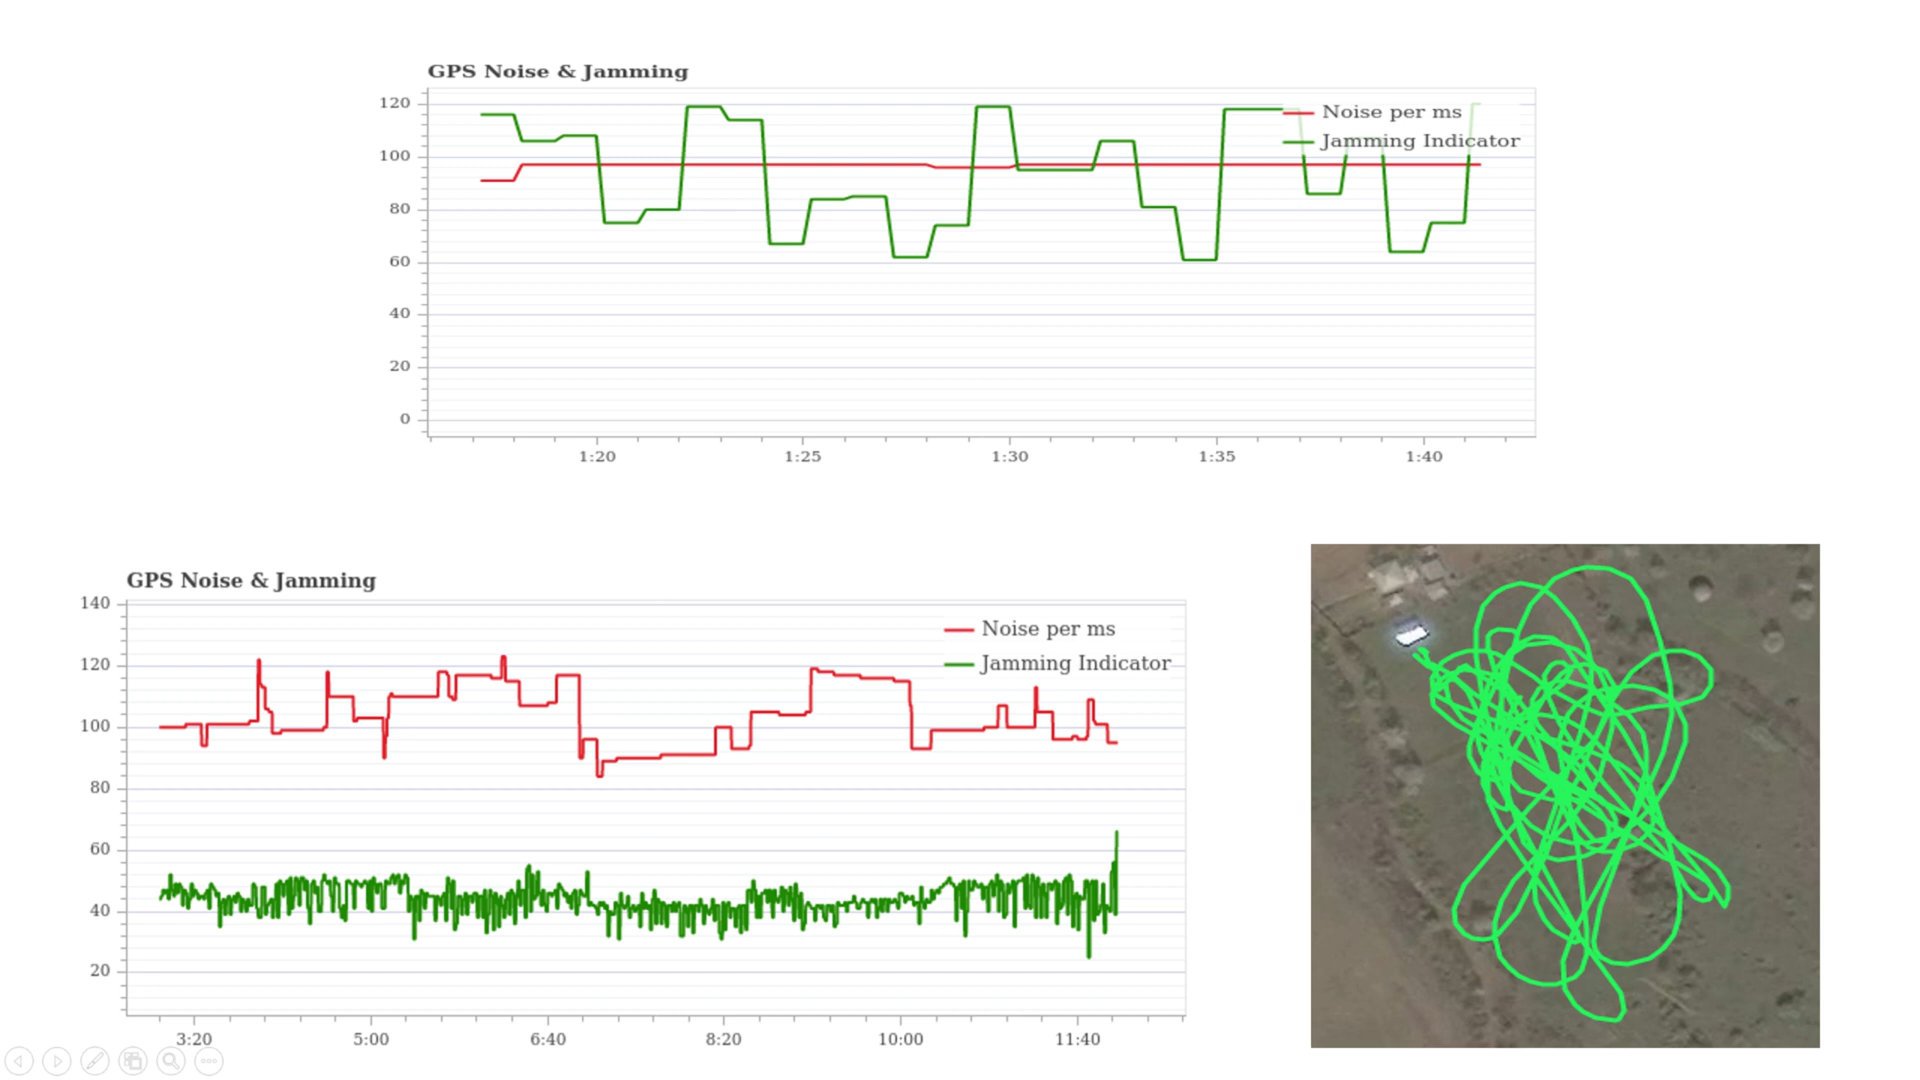 GPS Noise & Jamming
120
100
80
60
40
20
0
Noise per ms
Jamming Indicator
1:20 1:25 1:30 1:35 1:40
GPS Noise & Jamming
140
120
100
80
60
40
20
Noise per ms
Jamming Indicator
3:20 5:00 6:40 8:20 10:00 11:40